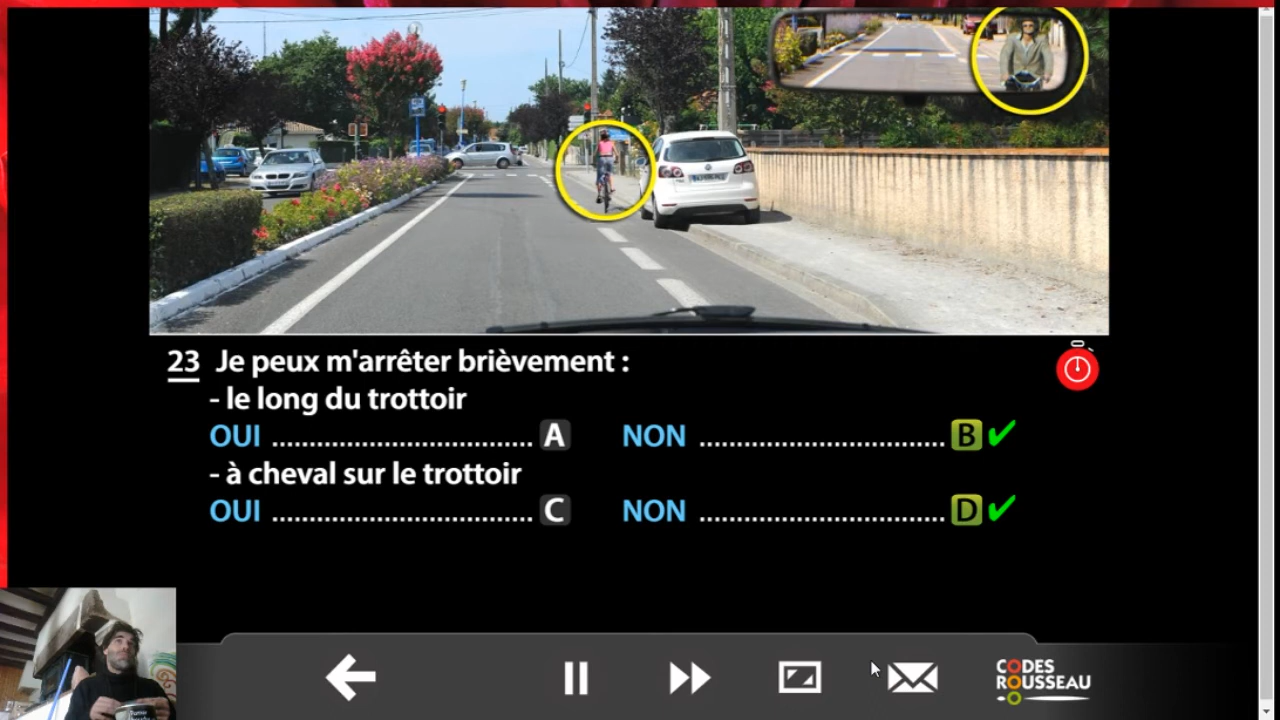 23 Je peux m'arrêter brièvement :
- le long du trottoir
OUI ................................. A NON ............................... B
- à cheval sur le trottoir
OUI ................................. C NON ............................... D
CODES
ROUSSEAU